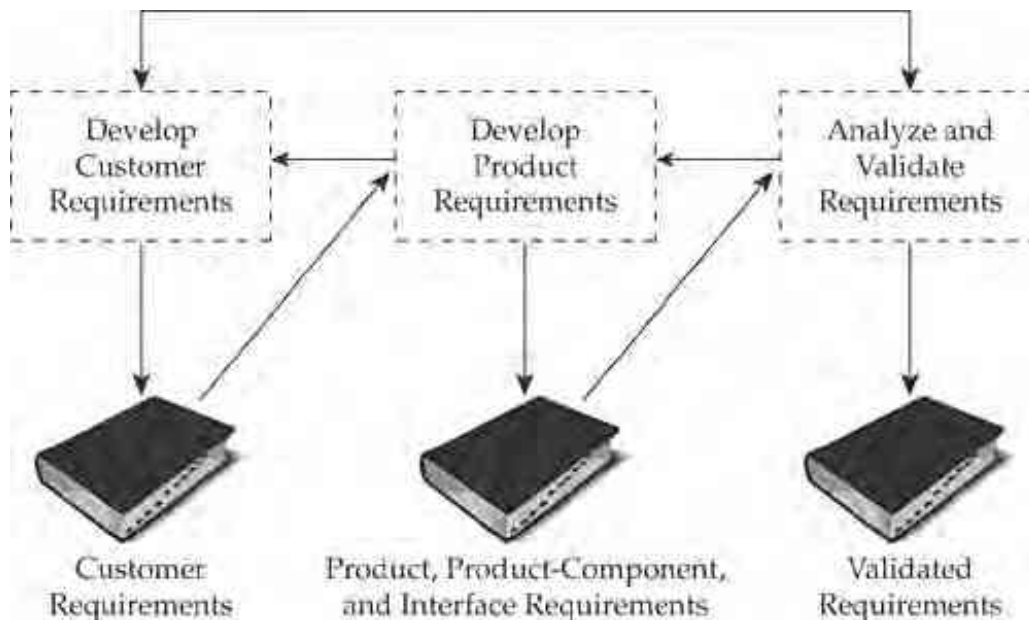 Develop
Customer
Requirements
Develop
Product
Requirements
Analyze and
Validate
Requirements
Customer
Requirements
Product, Product-Component,
and Interface Requirements
Validated
Requirements